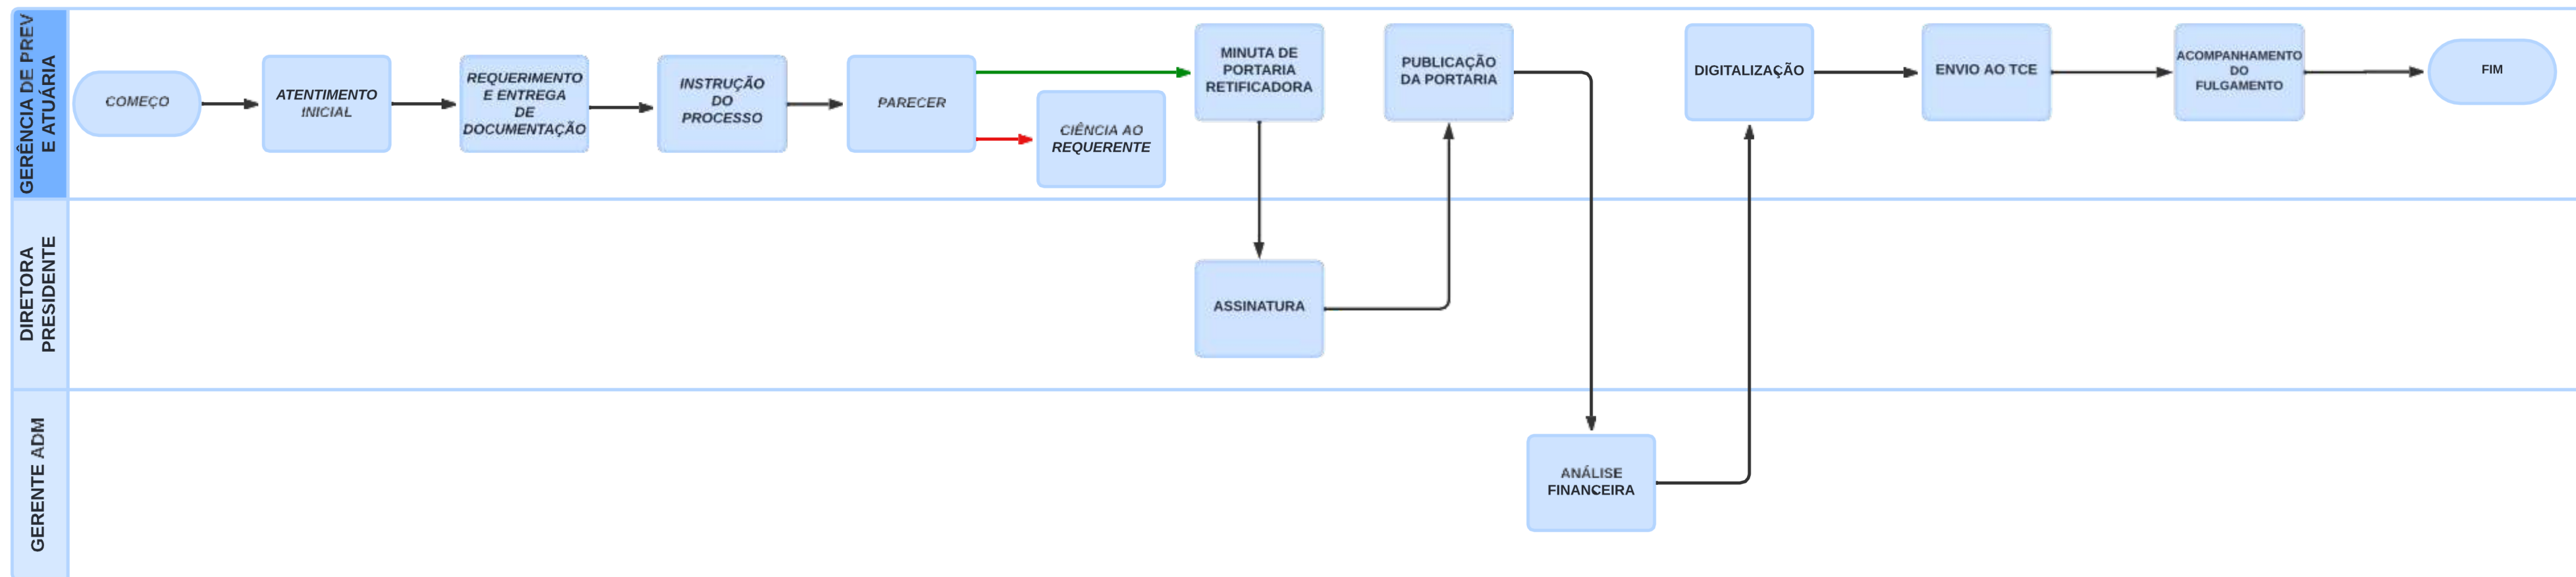 GERÊNCIA DE PREV
E ATUÁRIA
COMEÇO
ATENTIMENTO
INICIAL
REQUERIMENTO
E ENTREGA
DE
DOCUMENTAÇÃO
INSTRUÇÃO
DO
PROCESSO
PARECER
CIÊNCIA AO
REQUERENTE
MINUTA DE
PORTARIA
RETIFICADORA
PUBLICAÇÃO
DA PORTARIA
DIGITALIZAÇÃO
ENVIO AO TCE
ACOMPANHAMENTO
DO
FULGAMENTO
FIM
DIRETORA
PRESIDENTE
ASSINATURA
GERENTE ADM
ANÁLISE
FINANCEIRA